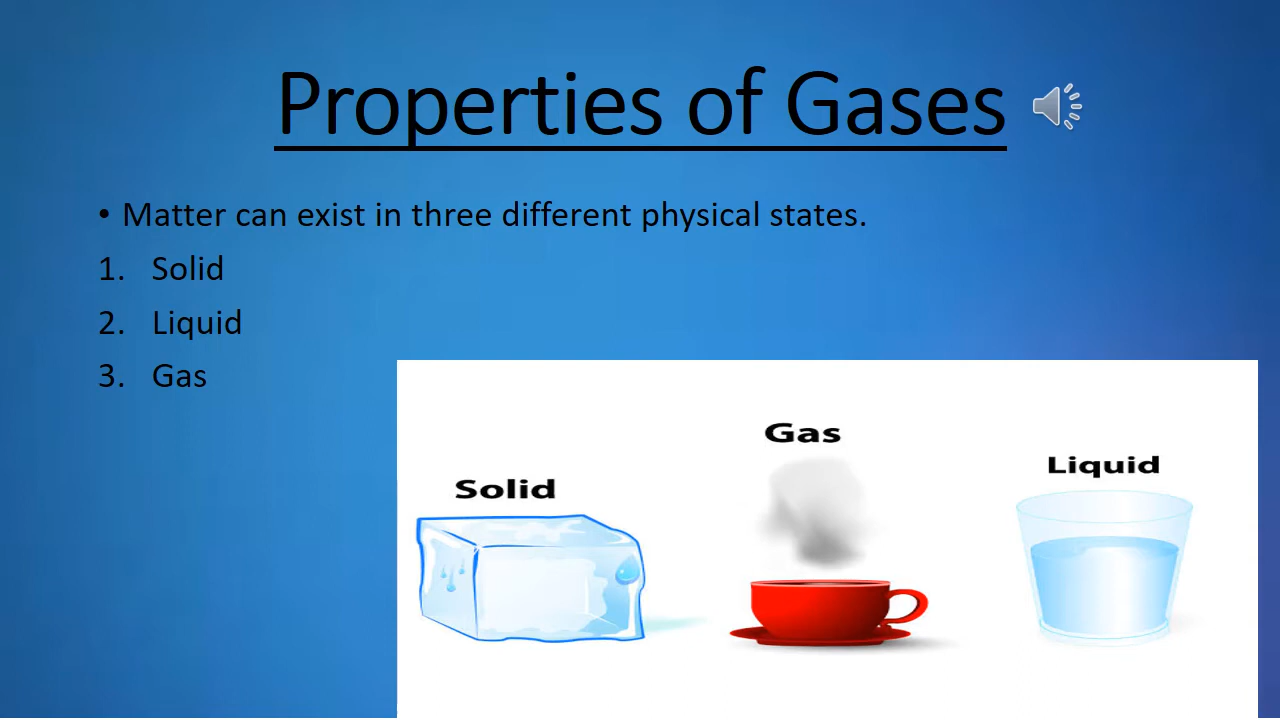 Properties of Gases
• Matter can exist in three different physical states.
1. Solid
2. Liquid
3. Gas
Gas
Liquid
Solid